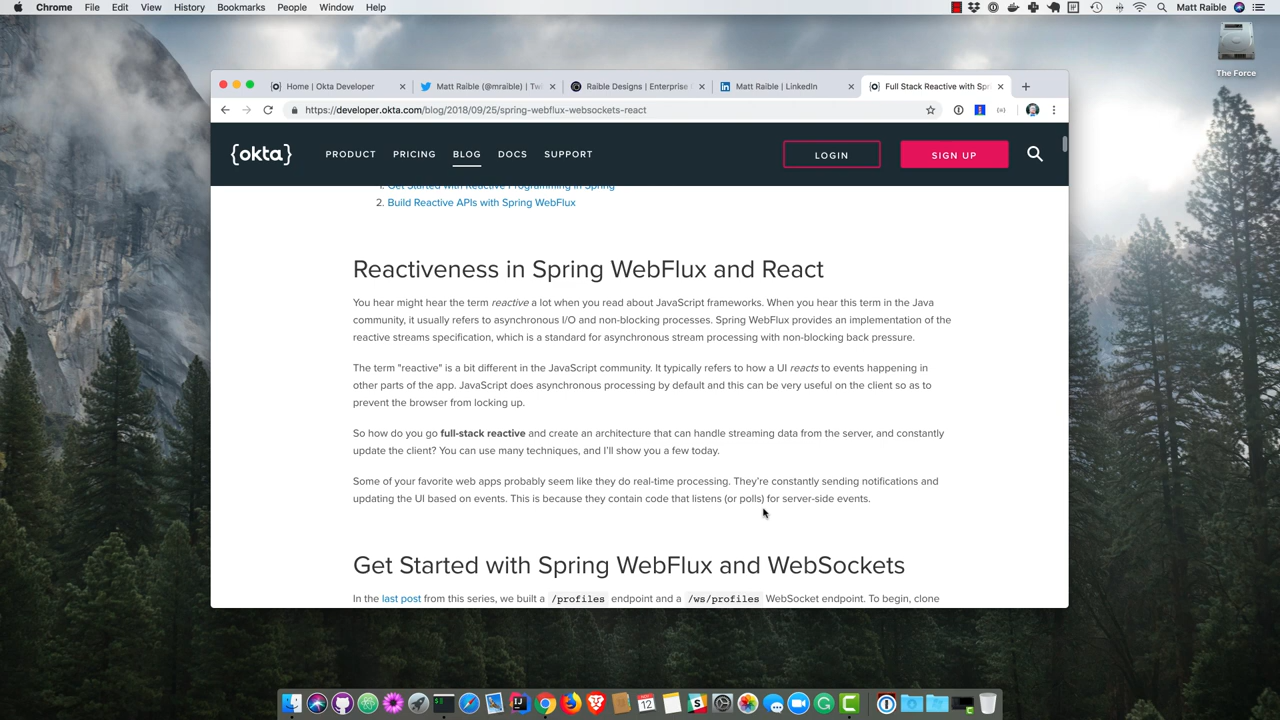 Chrome File Edit View History Bookmarks People Window Help
Matt Raible
The Force
Home | Okta Developer
Matt Raible (@mraible) | Tw
Raible Designs | Enterprise
Matt Raible | LinkedIn
Full Stack Reactive with Spr
https://developer.okta.com/blog/2018/09/25/spring-webflux-websockets-react
{okta}
PRODUCT PRICING BLOG DOCS SUPPORT
LOGIN
SIGN UP
1. Get Started with Reactive Programming in Spring
2. Build Reactive APIs with Spring WebFlux
Reactiveness in Spring WebFlux and React
You hear might hear the term reactive a lot when you read about JavaScript frameworks. When you hear this term in the Java
community, it usually refers to asynchronous I/O and non-blocking processes. Spring WebFlux provides an implementation of the
reactive streams specification, which is a standard for asynchronous stream processing with non-blocking back pressure.
The term "reactive" is a bit different in the JavaScript community. It typically refers to how a UI reacts to events happening in
other parts of the app. JavaScript does asynchronous processing by default and this can be very useful on the client so as to
prevent the browser from locking up.
So how do you go full-stack reactive and create an architecture that can handle streaming data from the server, and constantly
update the client? You can use many techniques, and I'll show you a few today.
Some of your favorite web apps probably seem like they do real-time processing. They're constantly sending notifications and
updating the UI based on events. This is because they contain code that listens (or polls) for server-side events.
Get Started with Spring WebFlux and WebSockets
In the last post from this series, we built a /profiles endpoint and a /ws/profiles WebSocket endpoint. To begin, clone
12